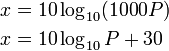 x = 10 log₁₀(1000P)
x = 10 log₁₀ P + 30